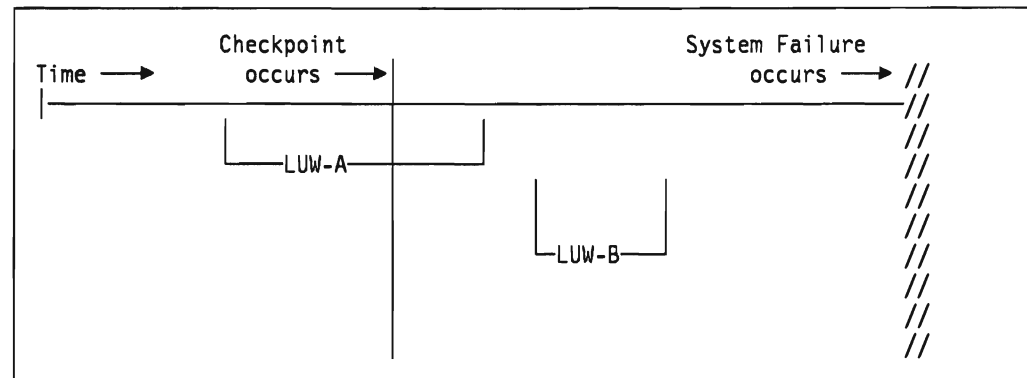 Checkpoint
occurs
System Failure
occurs
Time
LUW-A
LUW-B